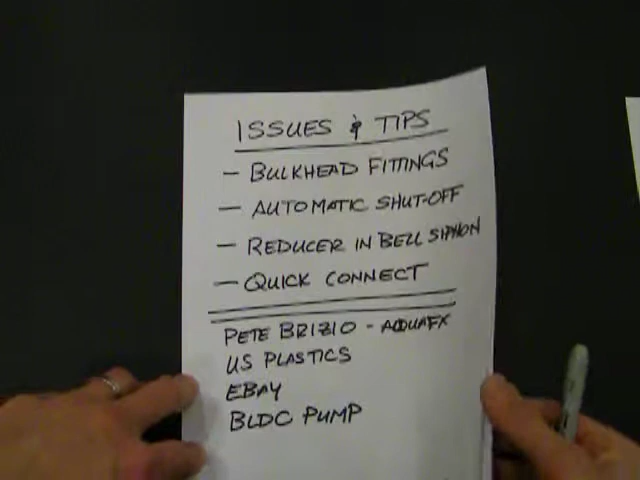 ISSUES & TIPS
- BULKHEAD FITTINGS
- AUTOMATIC SHUT-OFF
- REDUCER IN BELL SIPHON
- QUICK CONNECT
PETE BRIZIO - AQUAFX
US PLASTICS
EBAY
BLDC PUMP